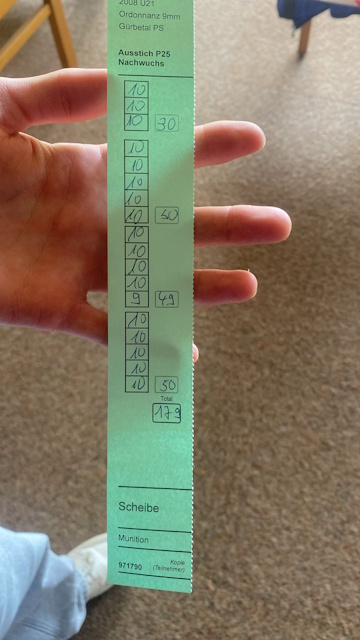 2008 U21
Ordonnanz 9mm
Gürbetal PS
Ausstich P25
Nachwuchs
10
10
10 30
10
10
10
10
10 50
10
10
10
10
9 49
10
10
10
10
10 50
Total
179
Scheibe
Munition
971790 Kopie
(Teilnehmer)